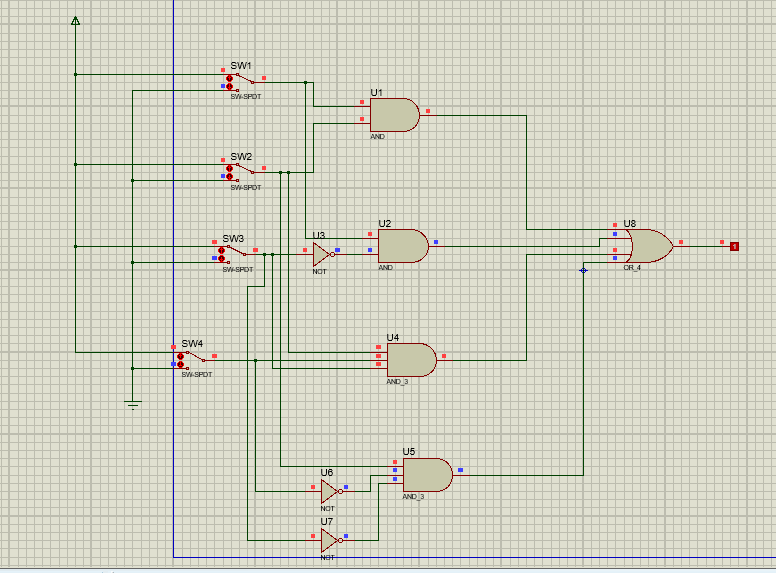 SW1
SW-SPDT
U1
AND
SW2
SW-SPDT
SW3
SW-SPDT
U3
NOT
U2
AND
U8
OR_4
1
SW4
SW-SPDT
U4
AND_3
U5
AND_3
U6
NOT
U7
NOT